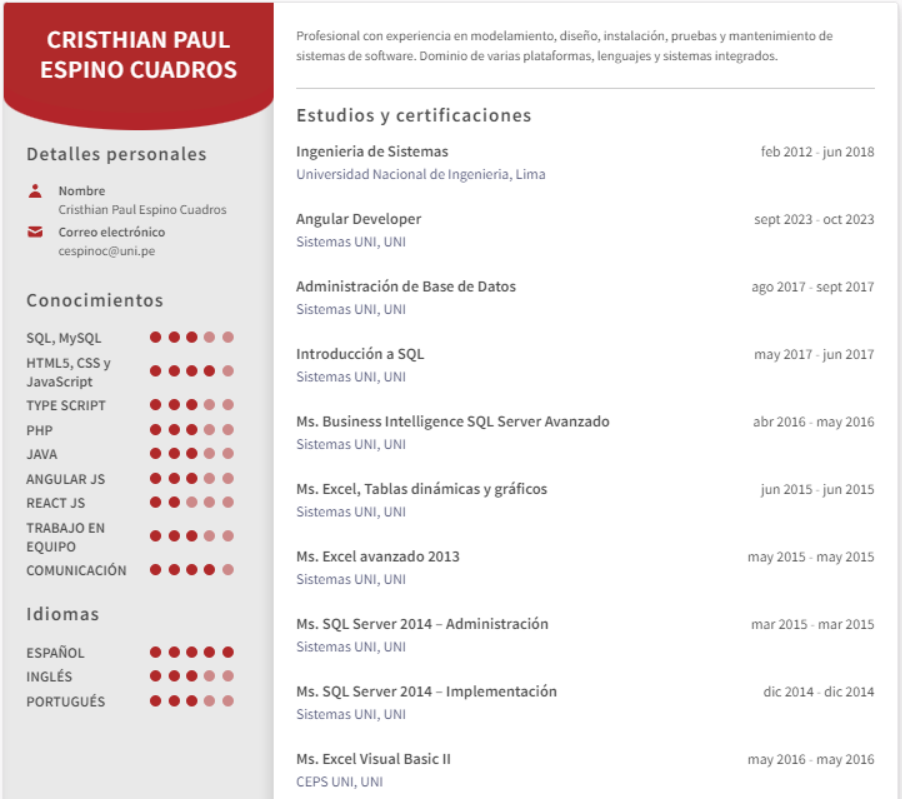 CRISTHIAN PAUL
ESPINO CUADROS
Detalles personales
Nombre
Cristhian Paul Espino Cuadros
Correo electrónico
cespinoc@uni.pe
Conocimientos
SQL, MySQL
HTML5, CSS y
JavaScript
TYPE SCRIPT
PHP
JAVA
ANGULAR JS
REACT JS
TRABAJO EN
EQUIPO
COMUNICACIÓN
Idiomas
ESPAÑOL
INGLÉS
PORTUGUÉS
Profesional con experiencia en modelamiento, diseño, instalación, pruebas y mantenimiento de
sistemas de software. Dominio de varias plataformas, lenguajes y sistemas integrados.
Estudios y certificaciones
Ingenieria de Sistemas feb 2012 - jun 2018
Universidad Nacional de Ingenieria, Lima
Angular Developer sept 2023 - oct 2023
Sistemas UNI, UNI
Administración de Base de Datos ago 2017 - sept 2017
Sistemas UNI, UNI
Introducción a SQL may 2017 - jun 2017
Sistemas UNI, UNI
Ms. Business Intelligence SQL Server Avanzado abr 2016 - may 2016
Sistemas UNI, UNI
Ms. Excel, Tablas dinámicas y gráficos jun 2015 - jun 2015
Sistemas UNI, UNI
Ms. Excel avanzado 2013 may 2015 - may 2015
Sistemas UNI, UNI
Ms. SQL Server 2014 – Administración mar 2015 - mar 2015
Sistemas UNI, UNI
Ms. SQL Server 2014 – Implementación dic 2014 - dic 2014
Sistemas UNI, UNI
Ms. Excel Visual Basic II may 2016 - may 2016
CEPS UNI, UNI